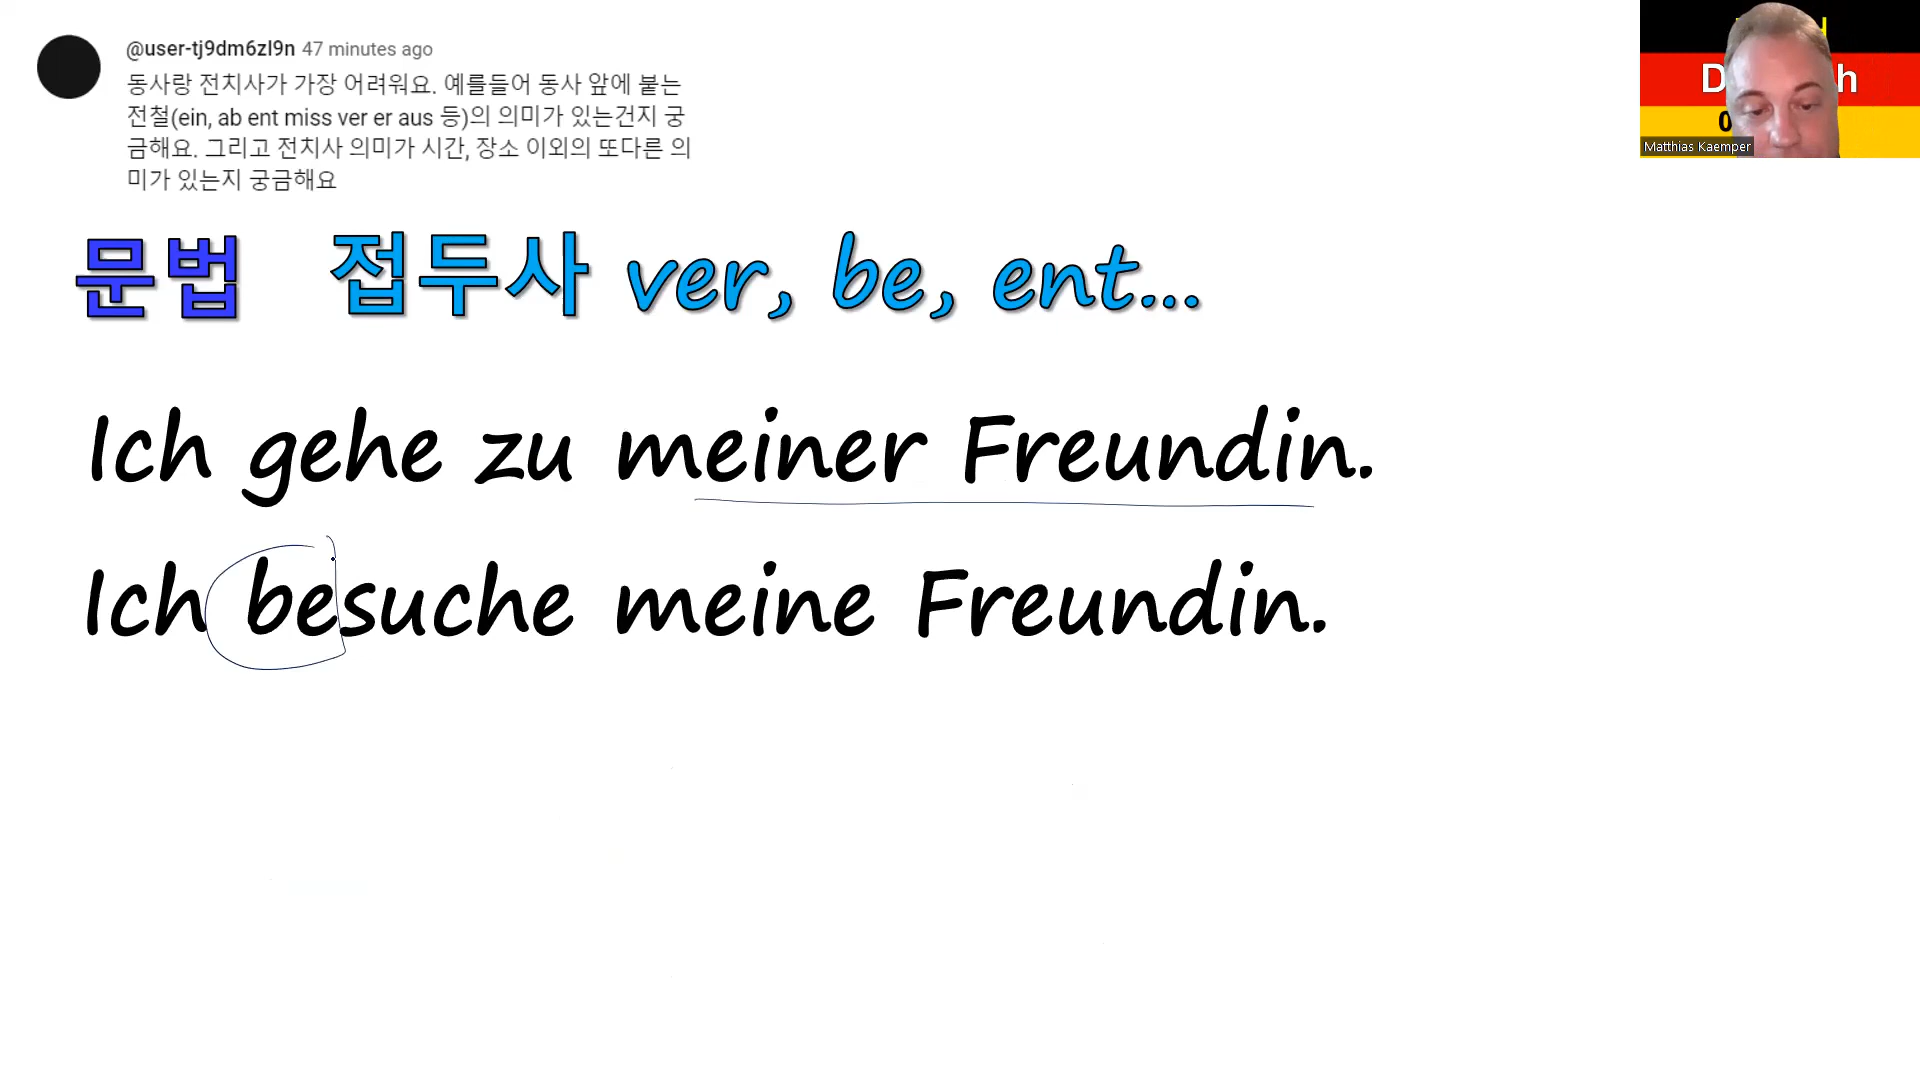 @user-tj9dm6zl9n 47 minutes ago
동사랑 전치사가 가장 어려워요. 예를들어 동사 앞에 붙는
전철(ein, ab ent miss ver er aus 등)의 의미가 있는건지 궁
금해요. 그리고 전치사 의미가 시간, 장소 이외의 또다른 의
미가 있는지 궁금해요
문법 접두사 ver, be, ent...
Ich gehe zu meiner Freundin.
Ich besuche meine Freundin.
Matthias Kaemper